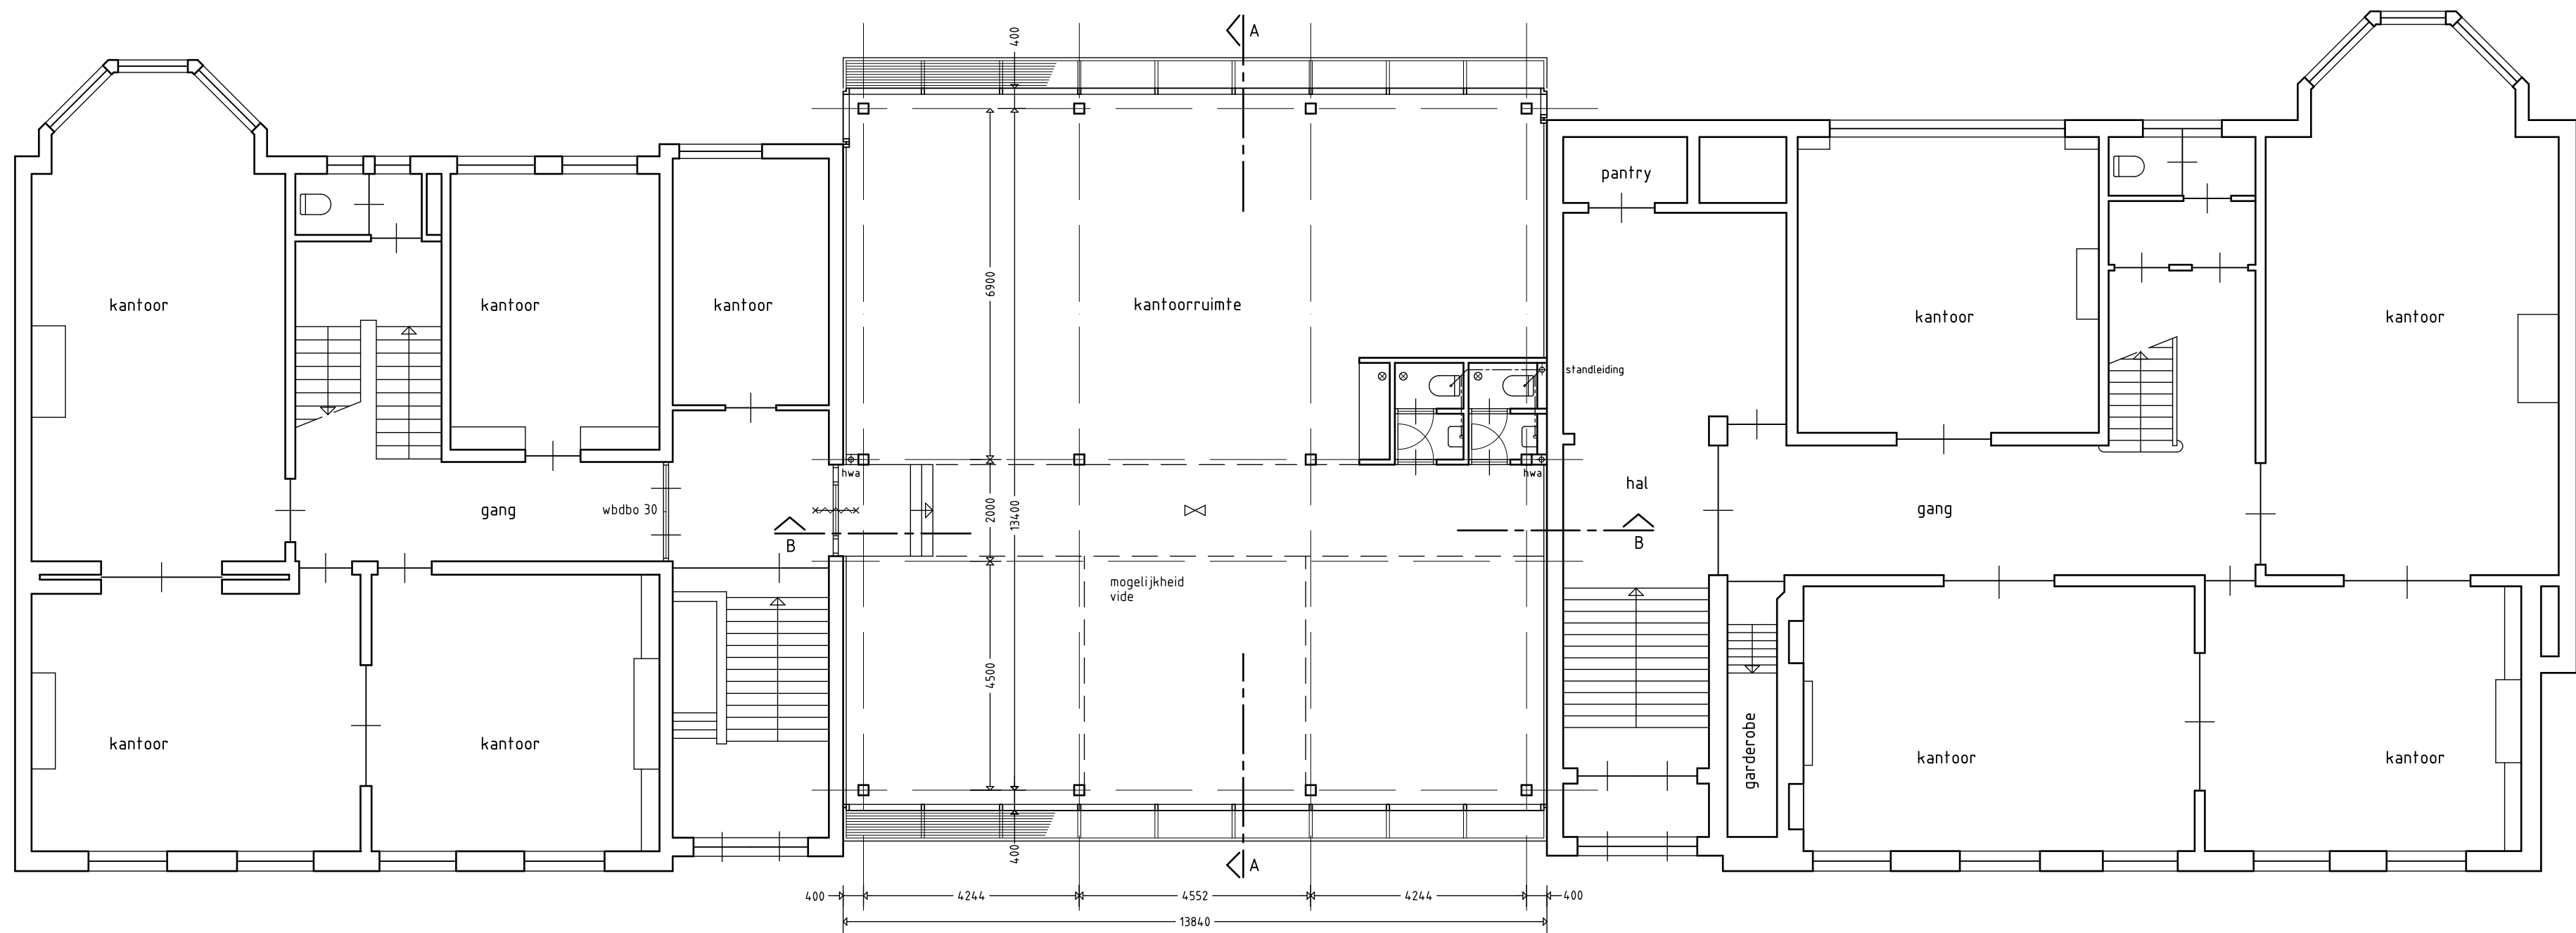 A
400
pantry
kantoor
kantoor
kantoor
6900
kantoorruimte
kantoor
kantoor
standleiding
hwa
hwa
gang
wbdbo 30
2000
13400
hal
gang
B
B
mogelijkheid
vide
4500
kantoor
kantoor
garderobe
kantoor
kantoor
400
A
400
4244
4552
4244
400
13840